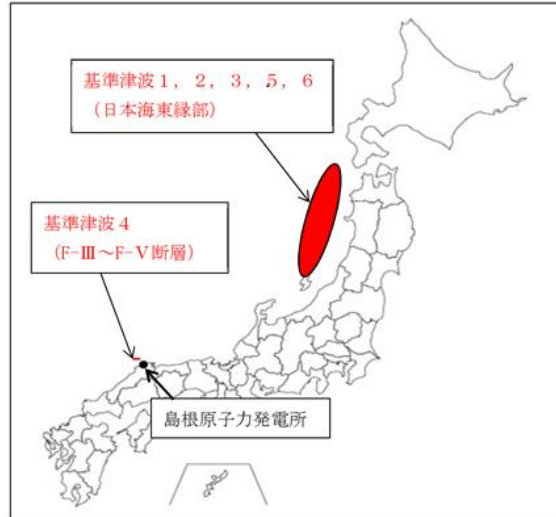 基準津波１，２，３，５，６
（日本海東縁部）
基準津波４
（F-Ⅲ～F-Ⅴ断層）
島根原子力発電所